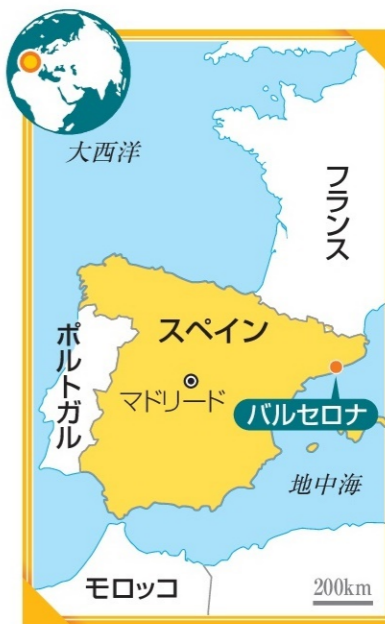 大西洋
フランス
スペイン
ポルトガル
マドリード
バルセロナ
地中海
モロッコ
200km